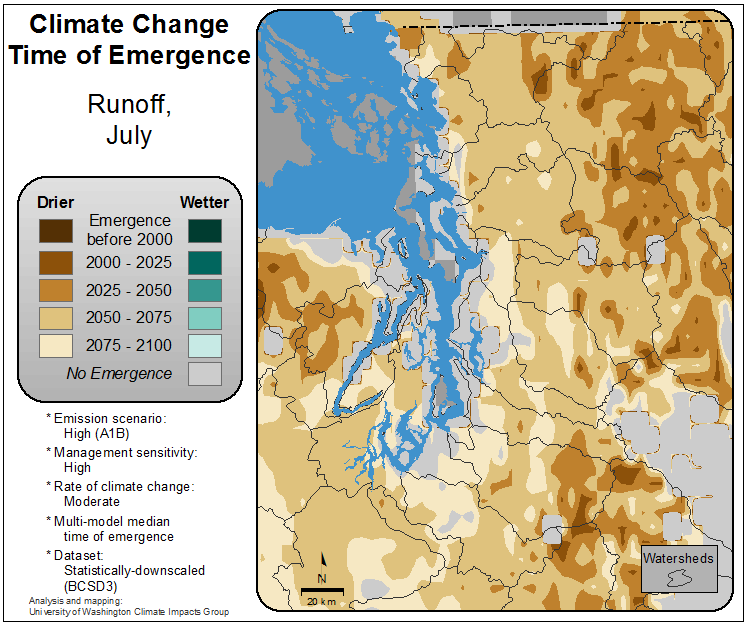 Climate Change
Time of Emergence
Runoff,
July
Drier
Wetter
Emergence
before 2000
2000 - 2025
2025 - 2050
2050 - 2075
2075 - 2100
No Emergence
* Emission scenario:
High (A1B)
* Management sensitivity:
High
* Rate of climate change:
Moderate
* Multi-model median
time of emergence
* Dataset:
Statistically-downscaled
(BCSD3)
Analysis and mapping:
University of Washington Climate Impacts Group
N
20 km
Watersheds